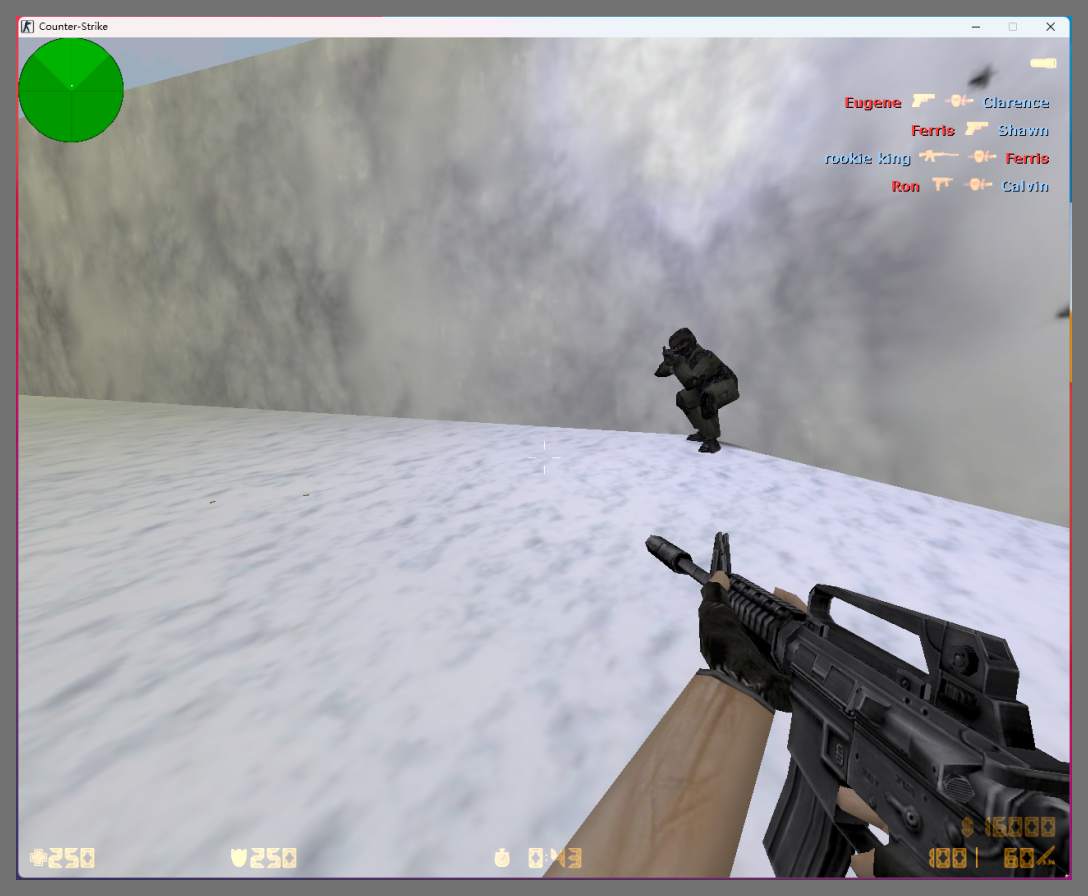 Counter-Strike
Eugene Clarence
Ferris Shawn
rookie king Ferris
Ron Calvin
$ 16000
250 250 0:43 100 | 60